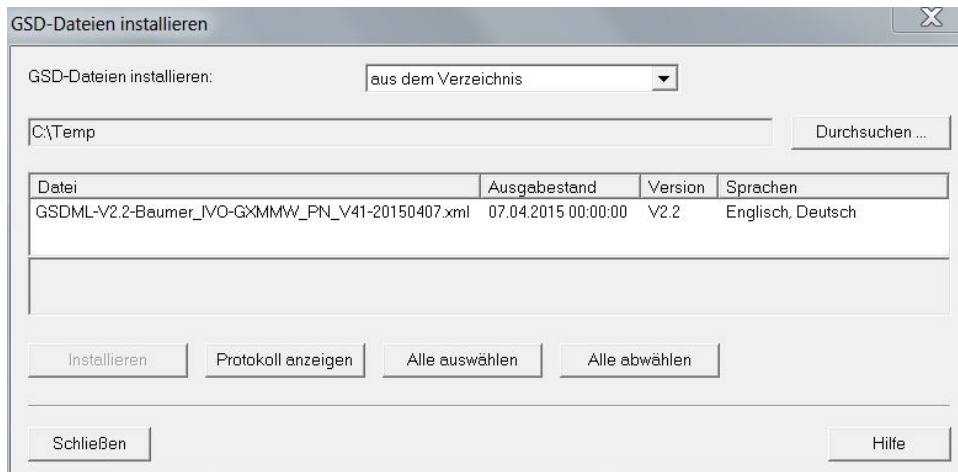 GSD-Dateien installieren
GSD-Dateien installieren: aus dem Verzeichnis
C:\Temp Durchsuchen ...
Datei Ausgabestand Version Sprachen
GSDML-V2.2-Baumer_IVO-GXMMW_PN_V41-20150407.xml 07.04.2015 00:00:00 V2.2 Englisch, Deutsch
Installieren Protokoll anzeigen Alle auswählen Alle abwählen
Schließen Hilfe